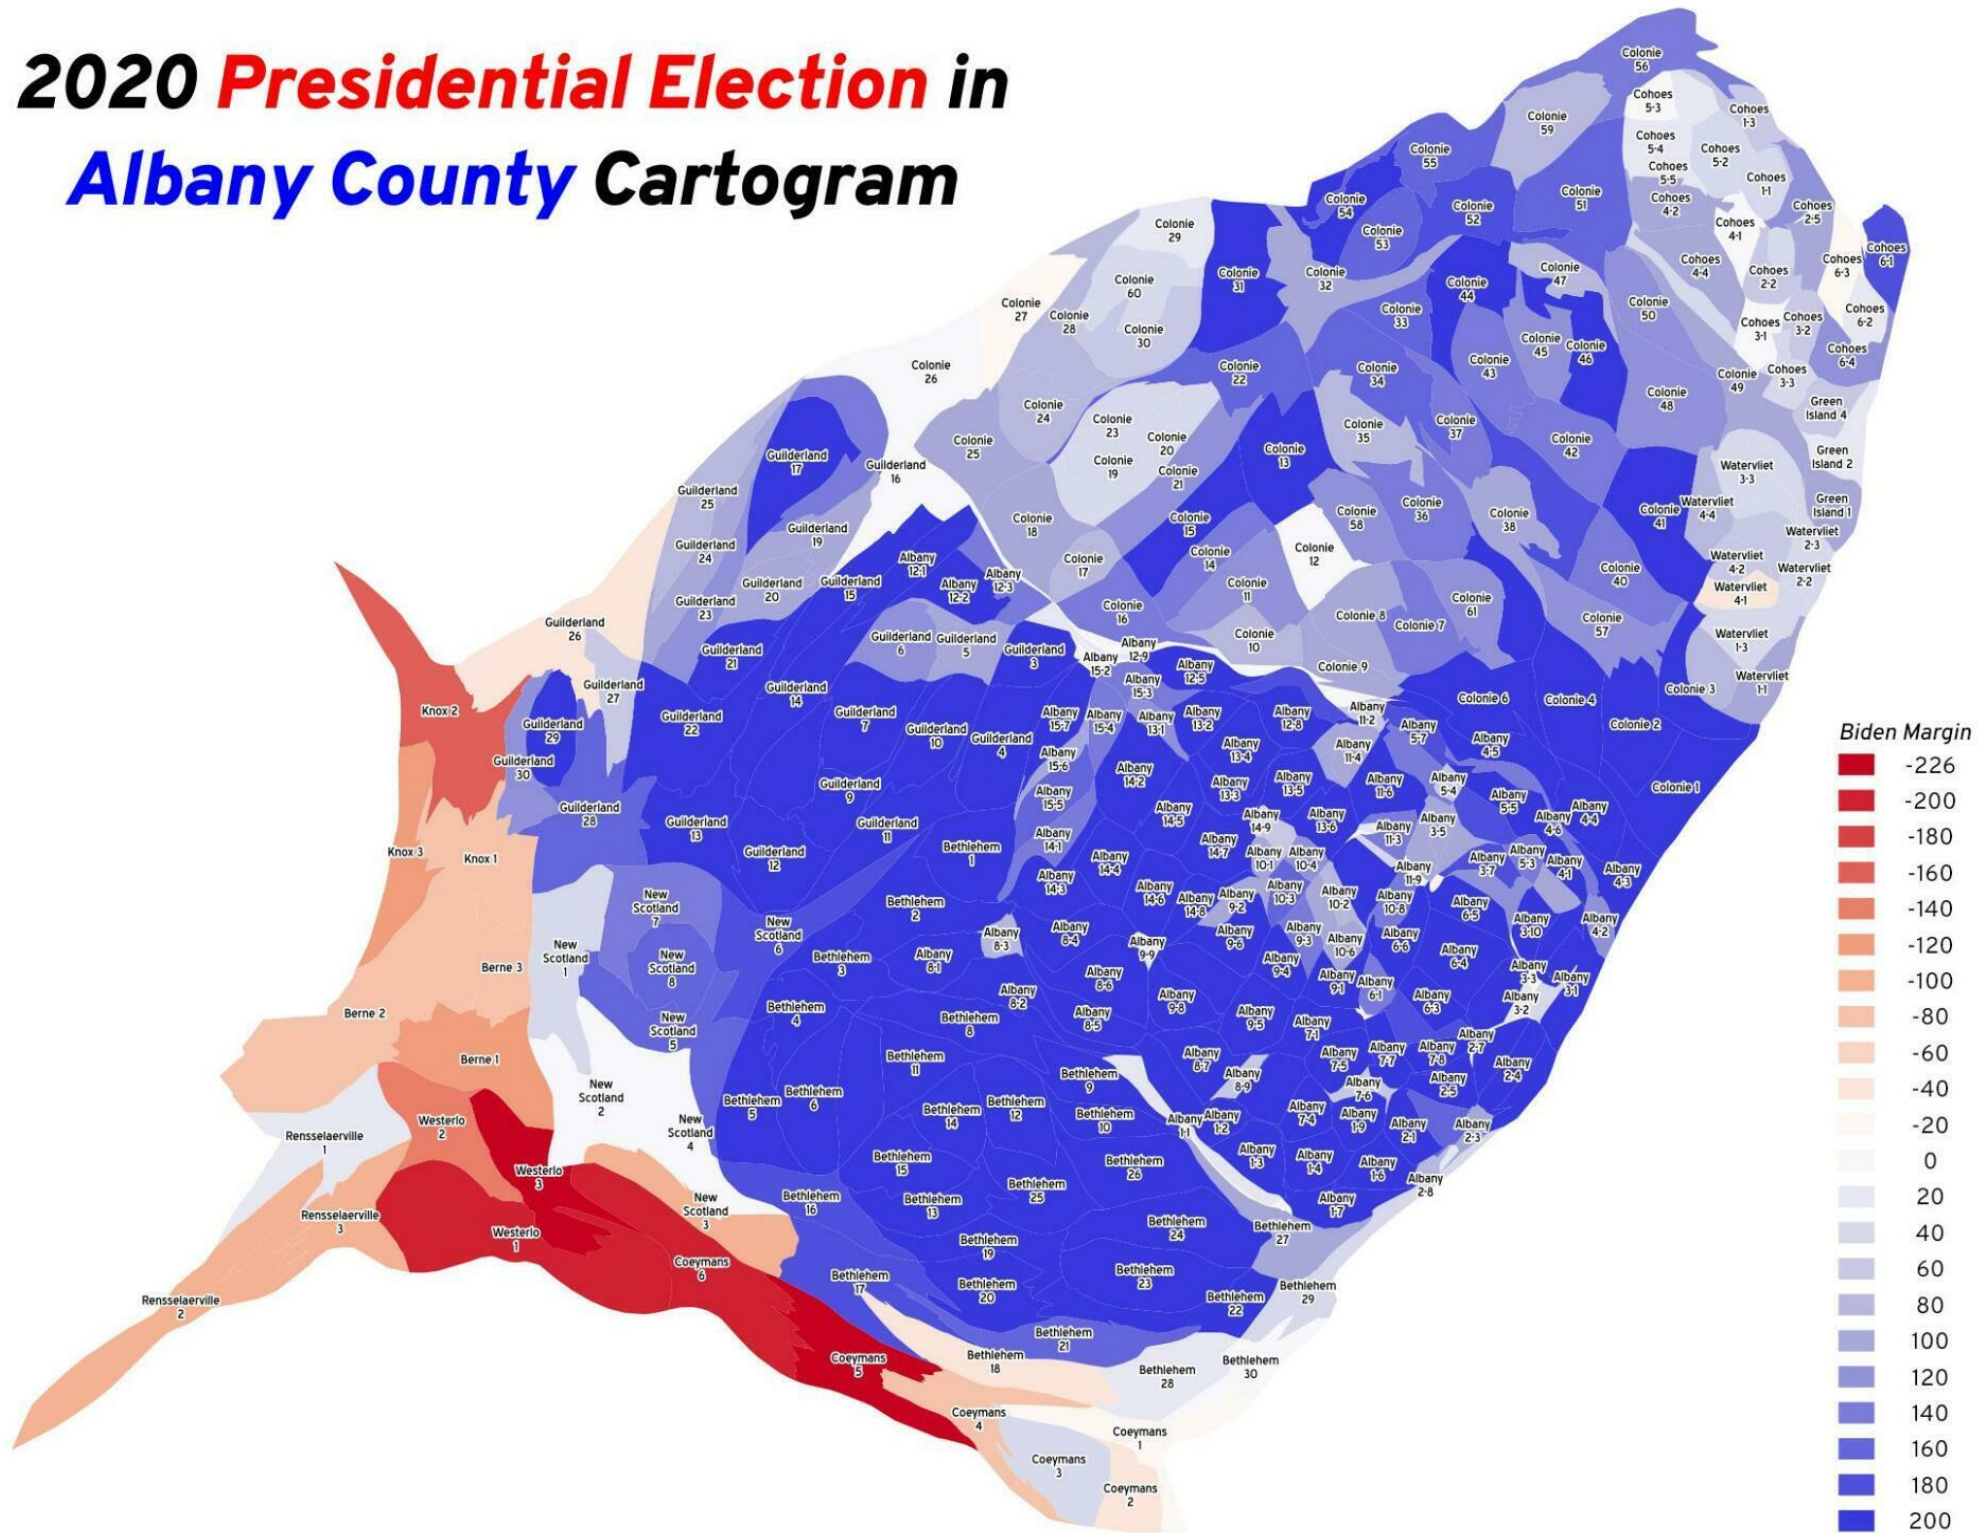 2020 Presidential Election in
Albany County Cartogram
Colonie
56
Cohoes
5-3
Cohoes
1-3
Colonie
59
Cohoes
5-4
Cohoes
5-2
Colonie
55
Cohoes
5-5
Cohoes
1-1
Colonie
54
Colonie
52
Colonie
51
Cohoes
4-2
Cohoes
2-5
Colonie
29
Colonie
53
Cohoes
4-1
Cohoes
6-3
Cohoes
6-1
Colonie
60
Colonie
31
Colonie
32
Colonie
44
Colonie
47
Cohoes
4-4
Cohoes
2-2
Colonie
27
Colonie
28
Colonie
30
Colonie
33
Colonie
50
Cohoes
3-1
Cohoes
3-2
Cohoes
6-2
Colonie
26
Colonie
22
Colonie
34
Colonie
43
Colonie
45
Colonie
46
Colonie
49
Cohoes
3-3
Cohoes
6-4
Colonie
24
Colonie
23
Colonie
35
Colonie
37
Colonie
48
Green
Island 4
Colonie
25
Colonie
20
Colonie
19
Colonie
21
Colonie
13
Colonie
42
Watervliet
3-3
Green
Island 2
Guilderland
17
Guilderland
16
Guilderland
25
Colonie
18
Colonie
15
Colonie
58
Colonie
36
Colonie
38
Colonie
41
Watervliet
4-4
Green
Island 1
Guilderland
24
Guilderland
19
Colonie
17
Colonie
14
Colonie
12
Colonie
40
Watervliet
4-2
Watervliet
2-3
Guilderland
23
Guilderland
20
Guilderland
15
Albany
12-1
Albany
12-2
Albany
12-3
Colonie
16
Colonie
11
Colonie 8
Colonie 7
Colonie
61
Colonie
57
Watervliet
4-1
Watervliet
2-2
Guilderland
26
Guilderland
21
Guilderland
6
Guilderland
5
Guilderland
3
Albany
15-2
Albany
12-9
Colonie
10
Colonie 9
Watervliet
1-3
Knox 2
Guilderland
27
Guilderland
14
Albany
15-3
Albany
12-5
Colonie 6
Colonie 4
Colonie 3
Watervliet
1-1
Guilderland
29
Guilderland
22
Guilderland
7
Guilderland
10
Guilderland
4
Albany
15-7
Albany
15-4
Albany
13-1
Albany
13-2
Albany
12-8
Albany
11-2
Albany
5-7
Colonie 2
Guilderland
30
Albany
15-6
Albany
14-2
Albany
13-4
Albany
11-4
Albany
4-5
Colonie 1
Guilderland
28
Guilderland
13
Guilderland
9
Albany
15-5
Albany
13-3
Albany
13-5
Albany
11-6
Albany
5-4
Albany
5-5
Knox 3
Knox 1
Guilderland
12
Guilderland
11
Bethlehem
1
Albany
14-1
Albany
14-5
Albany
14-9
Albany
13-6
Albany
11-3
Albany
3-5
Albany
4-6
Albany
4-4
Albany
14-3
Albany
14-4
Albany
14-7
Albany
10-1
Albany
10-4
Albany
11-9
Albany
3-7
Albany
5-3
Albany
4-1
Albany
4-3
New
Scotland
7
New
Scotland
6
Bethlehem
2
Albany
14-6
Albany
14-8
Albany
9-2
Albany
10-3
Albany
10-2
Albany
10-8
Albany
6-5
Albany
3-10
Albany
4-2
Berne 3
New
Scotland
1
New
Scotland
8
Bethlehem
3
Albany
8-1
Albany
8-3
Albany
8-4
Albany
9-9
Albany
9-6
Albany
9-3
Albany
10-6
Albany
6-6
Albany
6-4
Albany
3-3
Albany
3-1
Berne 2
New
Scotland
5
Bethlehem
4
Bethlehem
8
Albany
8-2
Albany
8-6
Albany
8-5
Albany
9-8
Albany
9-4
Albany
9-5
Albany
9-1
Albany
6-1
Albany
6-3
Albany
3-2
Berne 1
Bethlehem
11
Bethlehem
9
Albany
8-7
Albany
7-1
Albany
7-5
Albany
7-7
Albany
7-8
Albany
2-7
Albany
2-4
New
Scotland
2
New
Scotland
4
Bethlehem
5
Bethlehem
6
Bethlehem
14
Bethlehem
12
Bethlehem
10
Albany
8-9
Albany
7-6
Albany
2-5
Westerlo
2
Rensselaerville
1
Albany
1-1
Albany
1-2
Albany
7-4
Albany
1-9
Albany
2-1
Albany
2-3
Westerlo
3
Bethlehem
15
Bethlehem
26
Albany
1-3
Albany
1-4
Albany
1-6
Albany
2-8
Rensselaerville
3
Westerlo
1
New
Scotland
3
Bethlehem
16
Bethlehem
13
Bethlehem
25
Bethlehem
24
Bethlehem
27
Albany
1-7
Rensselaerville
2
Coeymans
6
Bethlehem
17
Bethlehem
19
Bethlehem
20
Bethlehem
23
Bethlehem
22
Bethlehem
29
Coeymans
5
Bethlehem
18
Bethlehem
21
Bethlehem
28
Bethlehem
30
Coeymans
4
Coeymans
1
Coeymans
3
Coeymans
2
Biden Margin
-226
-200
-180
-160
-140
-120
-100
-80
-60
-40
-20
0
20
40
60
80
100
120
140
160
180
200